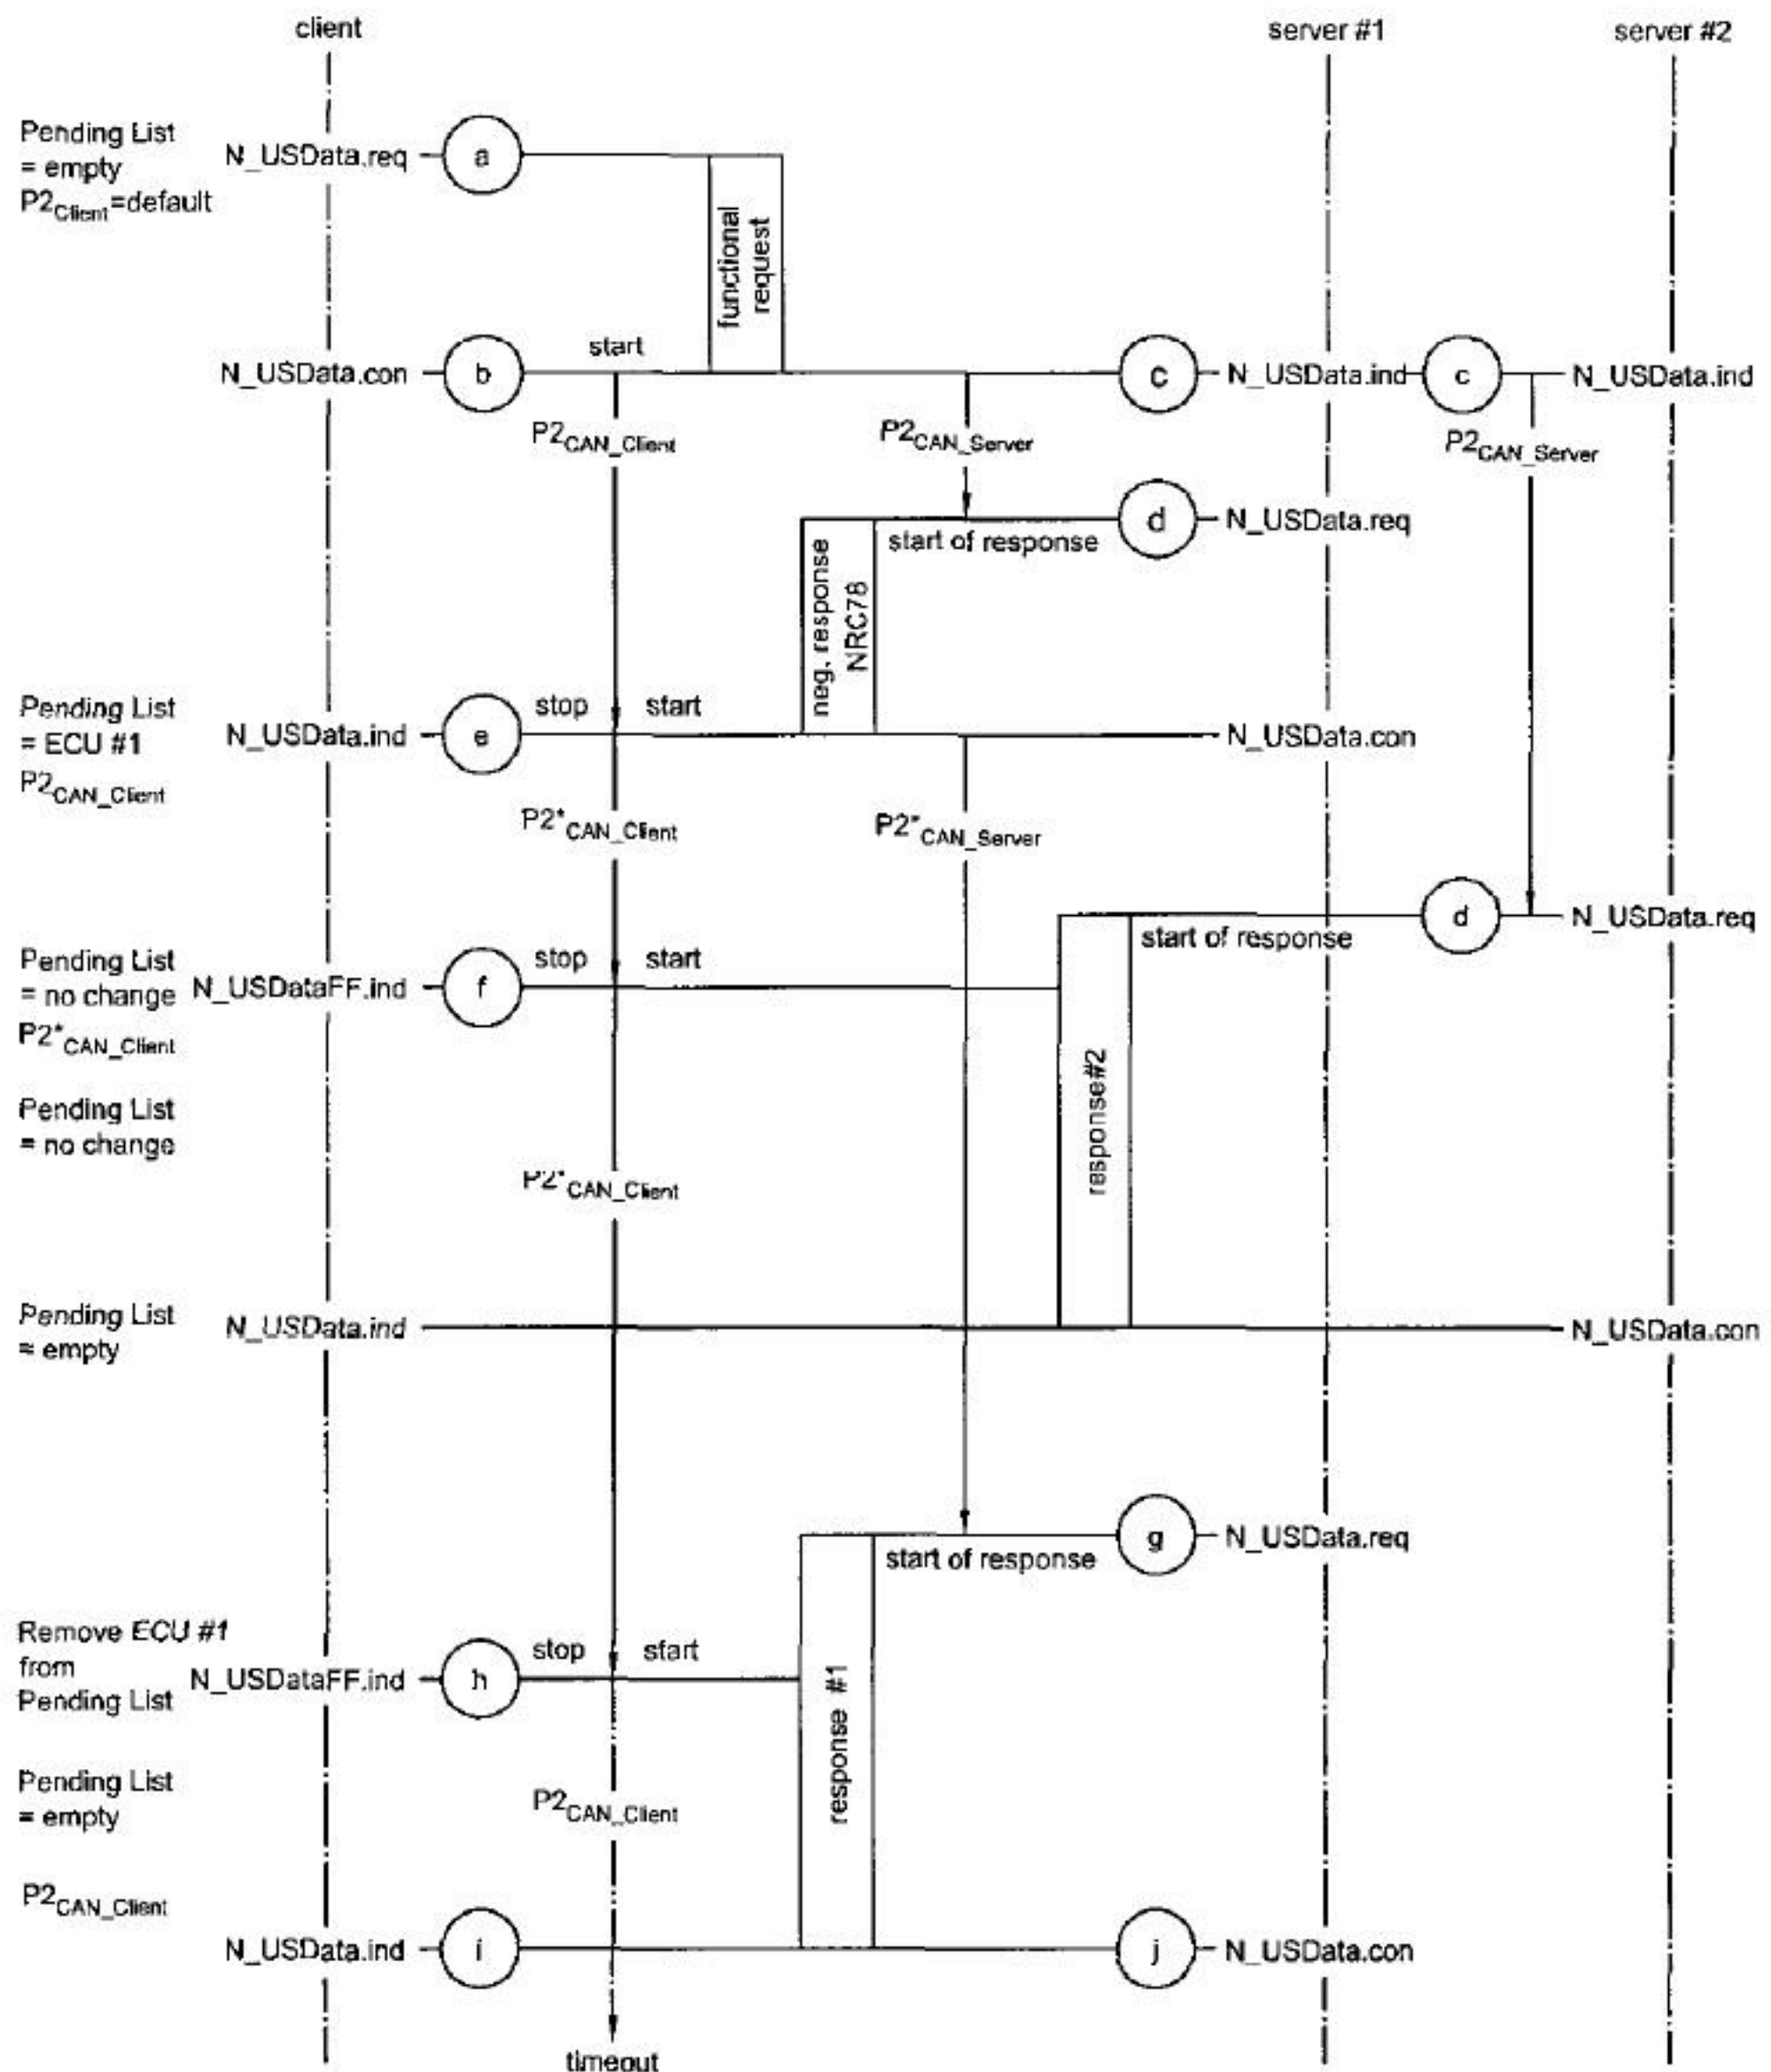 client
server #1
server #2
Pending List
= empty
P2Client=default
N_USData.req
a
functional
request
N_USData.con
b
start
c
N_USData.ind
c
N_USData.ind
P2CAN_Client
P2CAN_Server
P2CAN_Server
d
N_USData.req
start of response
neg. response
NRC78
Pending List
= ECU #1
P2CAN_Client
N_USData.ind
e
stop
start
N_USData.con
P2*CAN_Client
P2*CAN_Server
d
N_USData.req
start of response
Pending List
= no change
P2*CAN_Client
N_USDataFF.ind
f
stop
start
response#2
Pending List
= no change
P2*CAN_Client
Pending List
= empty
N_USData.ind
N_USData.con
g
N_USData.req
start of response
Remove ECU #1
from
Pending List
N_USDataFF.ind
h
stop
start
response #1
Pending List
= empty
P2CAN_Client
P2CAN_Client
N_USData.ind
i
j
N_USData.con
timeout